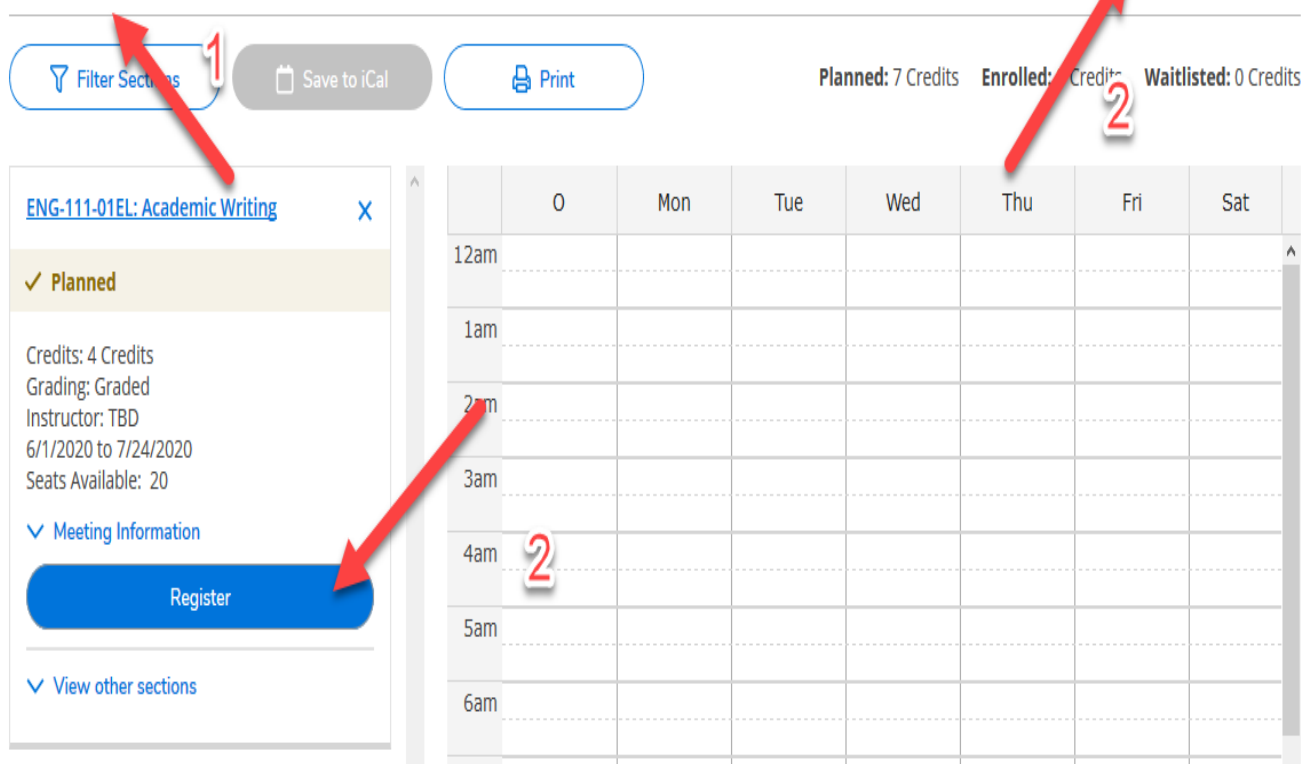 1
Filter Sections
Save to iCal
Print
Planned: 7 Credits Enrolled: Credits Waitlisted: 0 Credits
2
ENG-111-01EL: Academic Writing X
O Mon Tue Wed Thu Fri Sat
Planned
Credits: 4 Credits
Grading: Graded
Instructor: TBD
6/1/2020 to 7/24/2020
Seats Available: 20
Meeting Information
Register
View other sections
12am
1am
2am
3am
4am
2
5am
6am